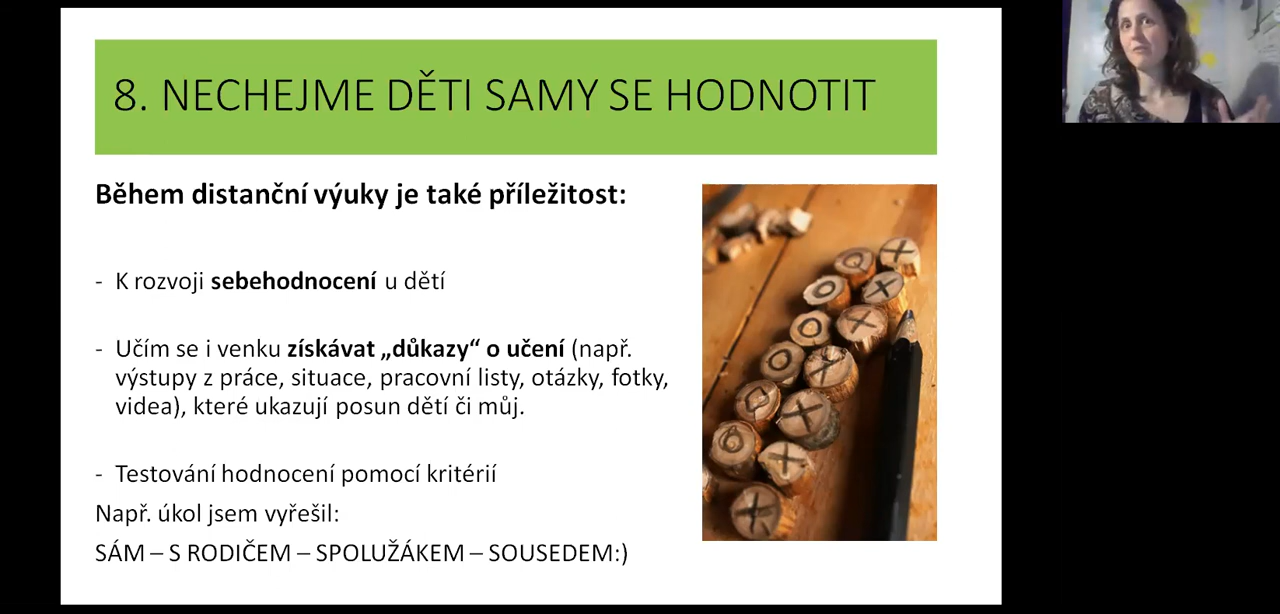 8. NECHEJME DĚTI SAMY SE HODNOTIT
Během distanční výuky je také příležitost:
- K rozvoji sebehodnocení u dětí
- Učím se i venku získávat „důkazy“ o učení (např.
výstupy z práce, situace, pracovní listy, otázky, fotky,
videa), které ukazují posun dětí či můj.
- Testování hodnocení pomocí kritérií
Např. úkol jsem vyřešil:
SÁM – S RODIČEM – SPOLUŽÁKEM – SOUSEDEM:)